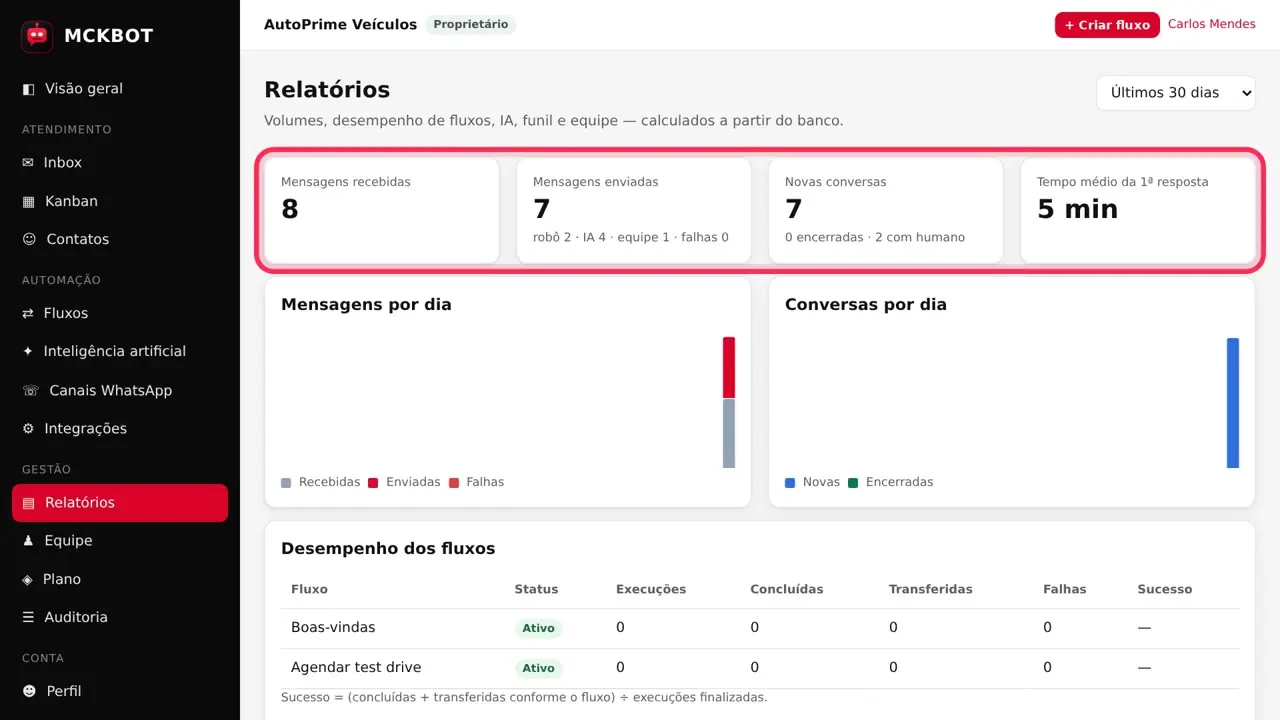 MCKBOT
AutoPrime Veículos Proprietário
+ Criar fluxo Carlos Mendes
Visão geral
ATENDIMENTO
Inbox
Kanban
Contatos
AUTOMAÇÃO
Fluxos
Inteligência artificial
Canais WhatsApp
Integrações
GESTÃO
Relatórios
Equipe
Plano
Auditoria
CONTA
Perfil
Relatórios
Últimos 30 dias
Volumes, desempenho de fluxos, IA, funil e equipe — calculados a partir do banco.
Mensagens recebidas
8
Mensagens enviadas
7
robô 2 · IA 4 · equipe 1 · falhas 0
Novas conversas
7
0 encerradas · 2 com humano
Tempo médio da 1ª resposta
5 min
Mensagens por dia
Recebidas Enviadas Falhas
Conversas por dia
Novas Encerradas
Desempenho dos fluxos
Fluxo Status Execuções Concluídas Transferidas Falhas Sucesso
Boas-vindas Ativo 0 0 0 0 —
Agendar test drive Ativo 0 0 0 0 —
Sucesso = (concluídas + transferidas conforme o fluxo) ÷ execuções finalizadas.